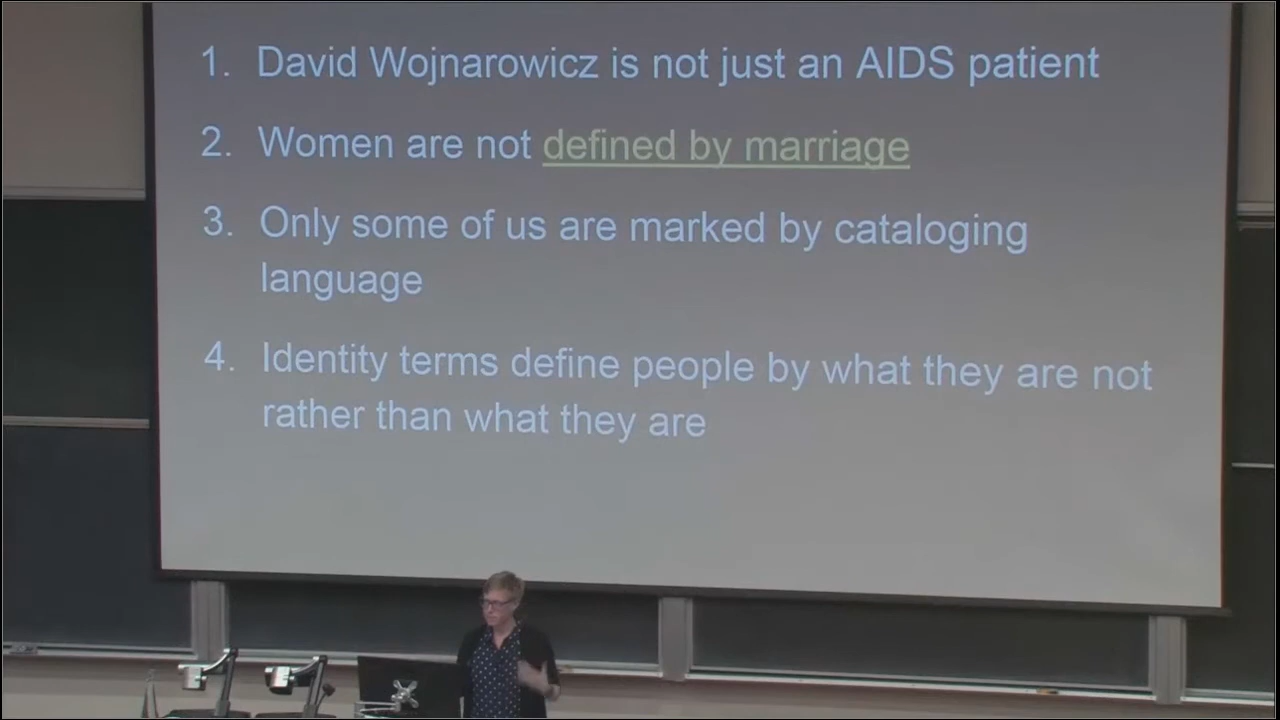 1. David Wojnarowicz is not just an AIDS patient
2. Women are not defined by marriage
3. Only some of us are marked by cataloging
language
4. Identity terms define people by what they are not
rather than what they are